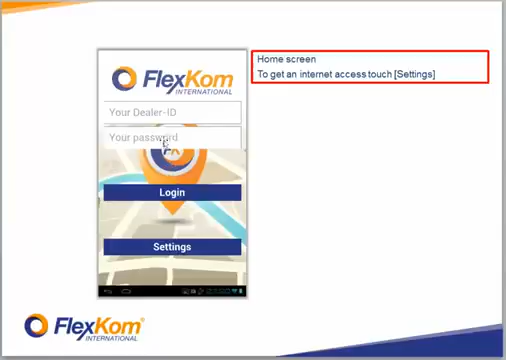 FlexKom
INTERNATIONAL
Your Dealer-ID
Your password
FK
Login
Settings
Home screen
To get an internet access touch [Settings]
FlexKom®
INTERNATIONAL